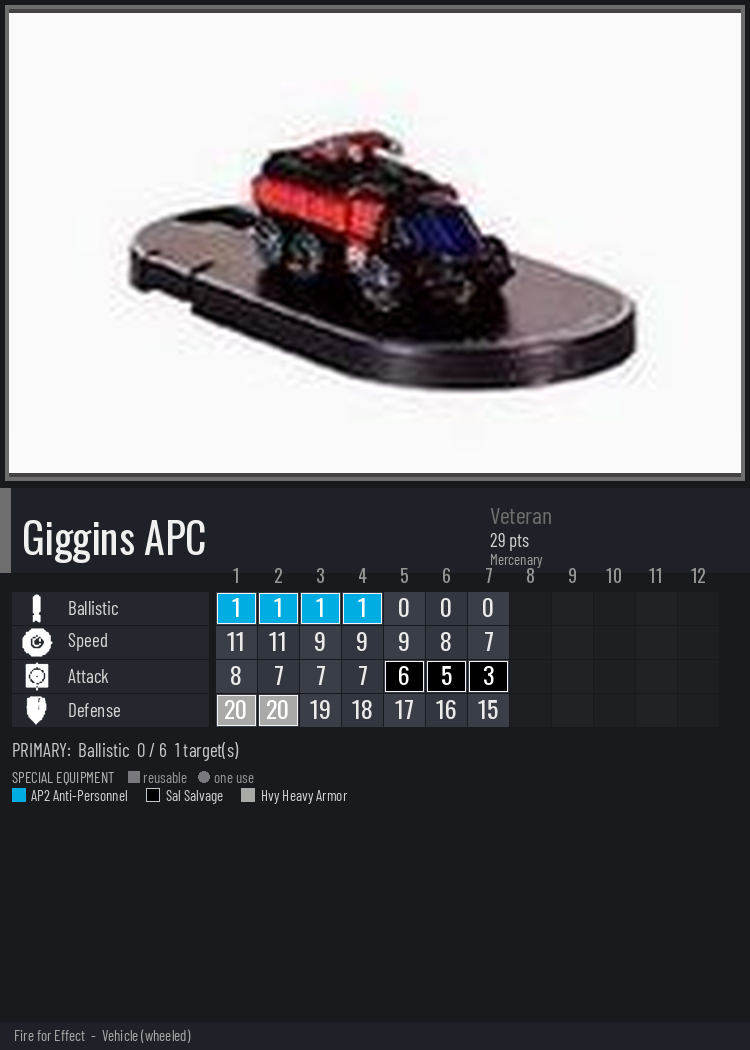 Giggins APC
Veteran
29 pts
Mercenary
1 2 3 4 5 6 7 8 9 10 11 12
Ballistic 1 1 1 1 0 0 0
Speed 11 11 9 9 9 8 7
Attack 8 7 7 7 6 5 3
Defense 20 20 19 18 17 16 15
PRIMARY: Ballistic 0 / 6 1 target(s)
SPECIAL EQUIPMENT reusable one use
AP2 Anti-Personnel Sal Salvage Hvy Heavy Armor
Fire for Effect - Vehicle (wheeled)